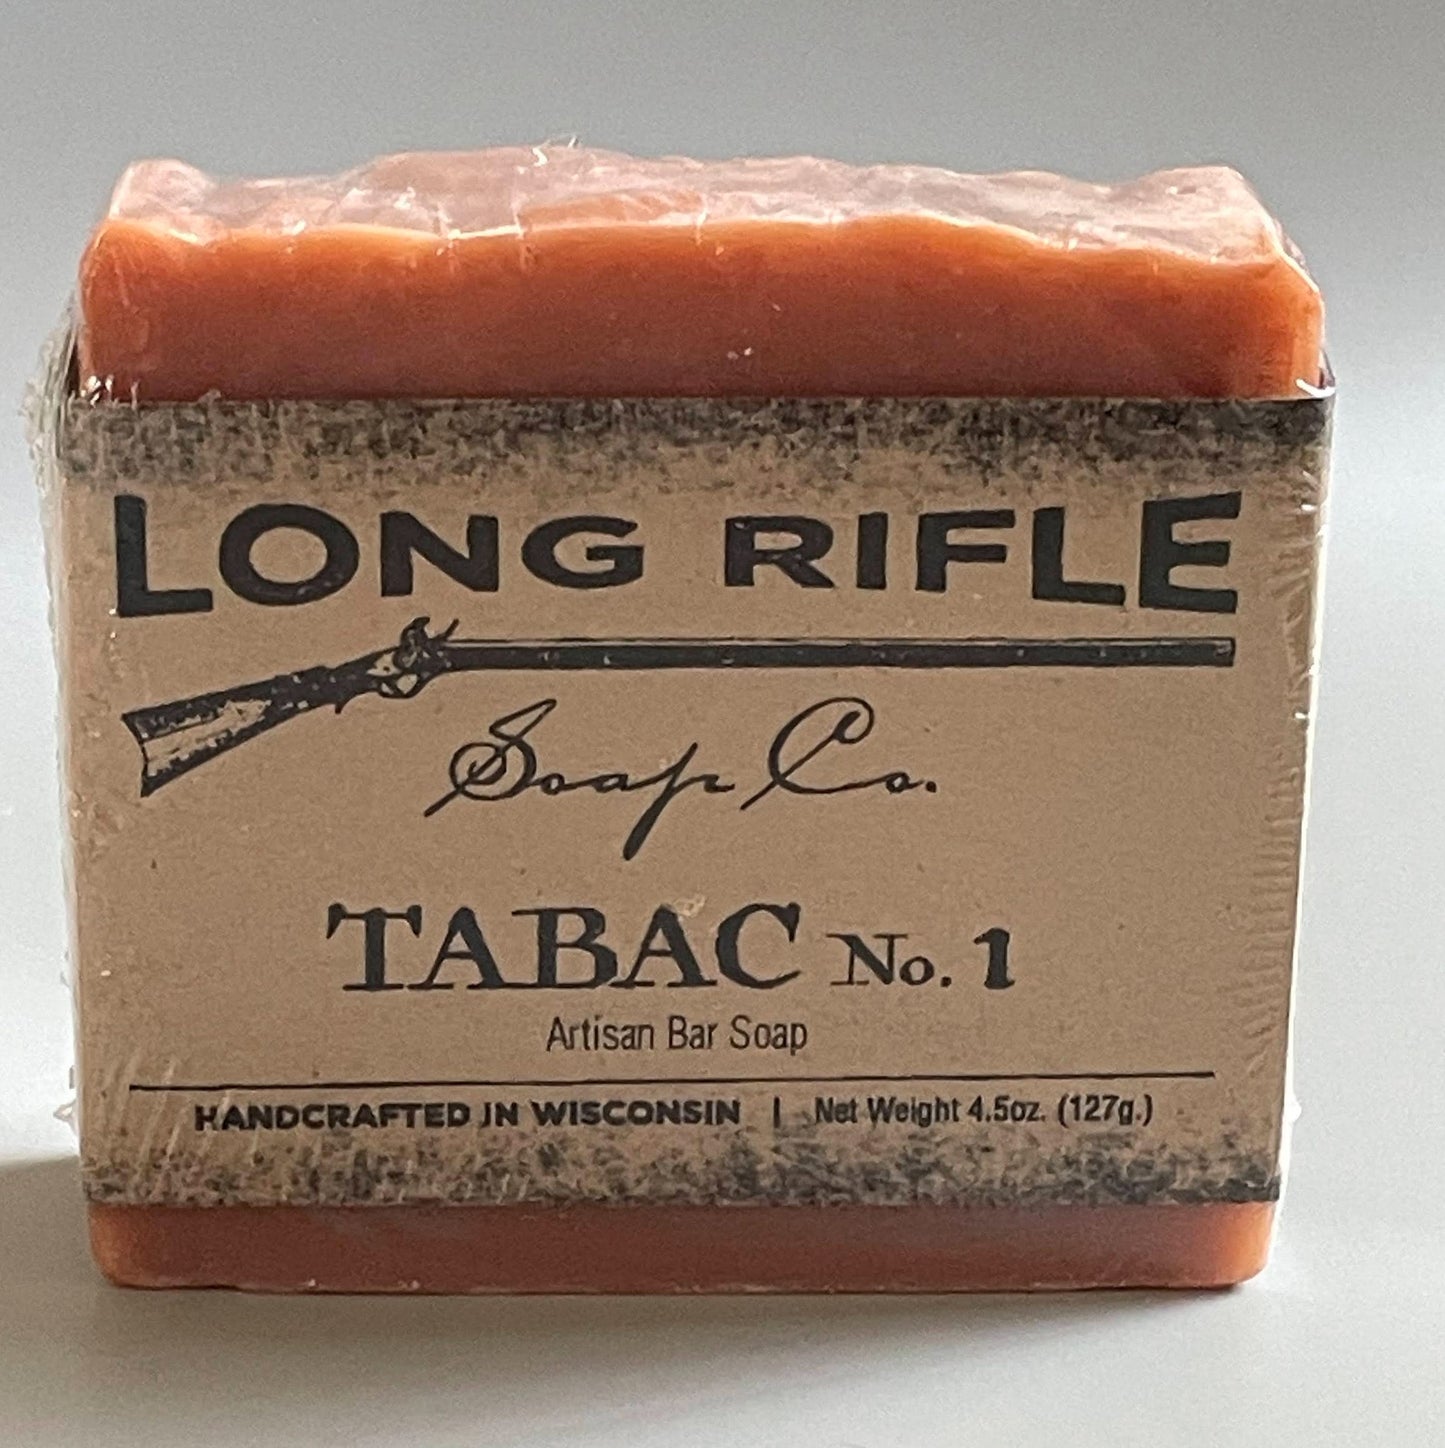 LONG RIFLE
Soap Co.
TABAC No. 1
Artisan Bar Soap
HANDCRAFTED IN WISCONSIN | Net Weight 4.5oz. (127g.)